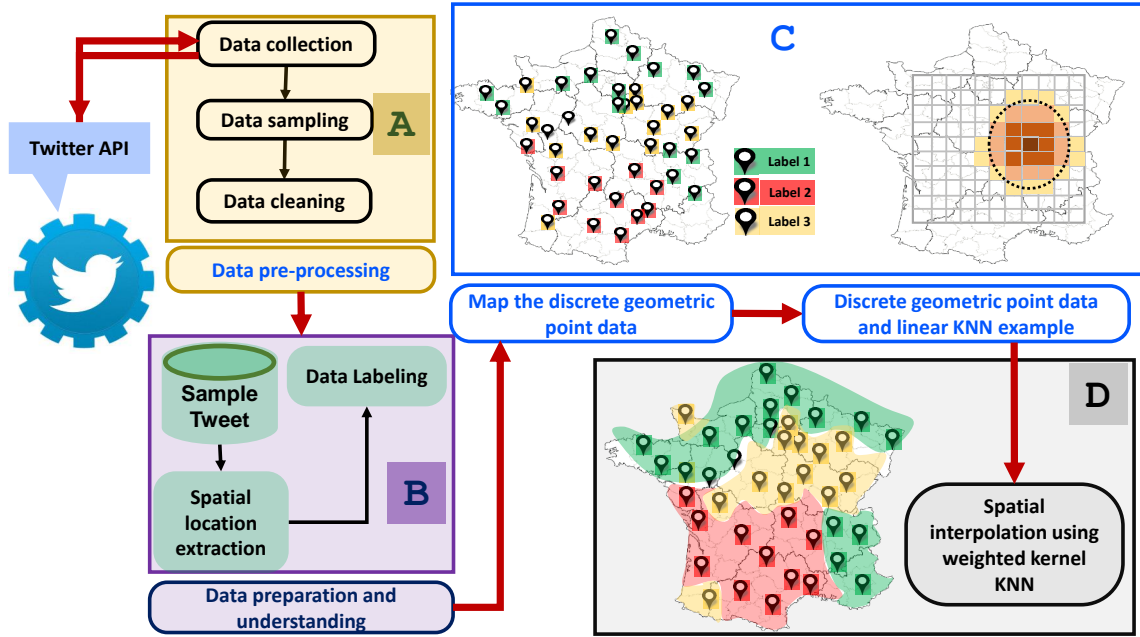 Data collection
Data sampling
Data cleaning
A
Twitter API
Data pre-processing
Sample
Tweet
Data Labeling
Spatial
location
extraction
B
Data preparation and
understanding
C
Label 1
Label 2
Label 3
Map the discrete geometric
point data
Discrete geometric point data
and linear KNN example
D
Spatial
interpolation using
weighted kernel
KNN